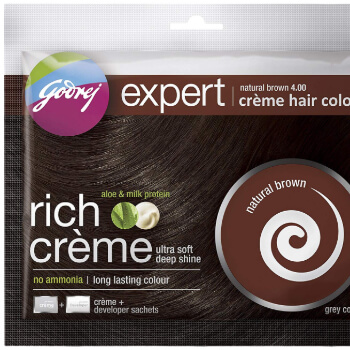 Godrej
expert
natural brown 4.00
crème hair colo
aloe & milk protein
rich
crème
ultra soft
deep shine
natural brown
no ammonia | long lasting colour
crème +
developer sachets
grey co